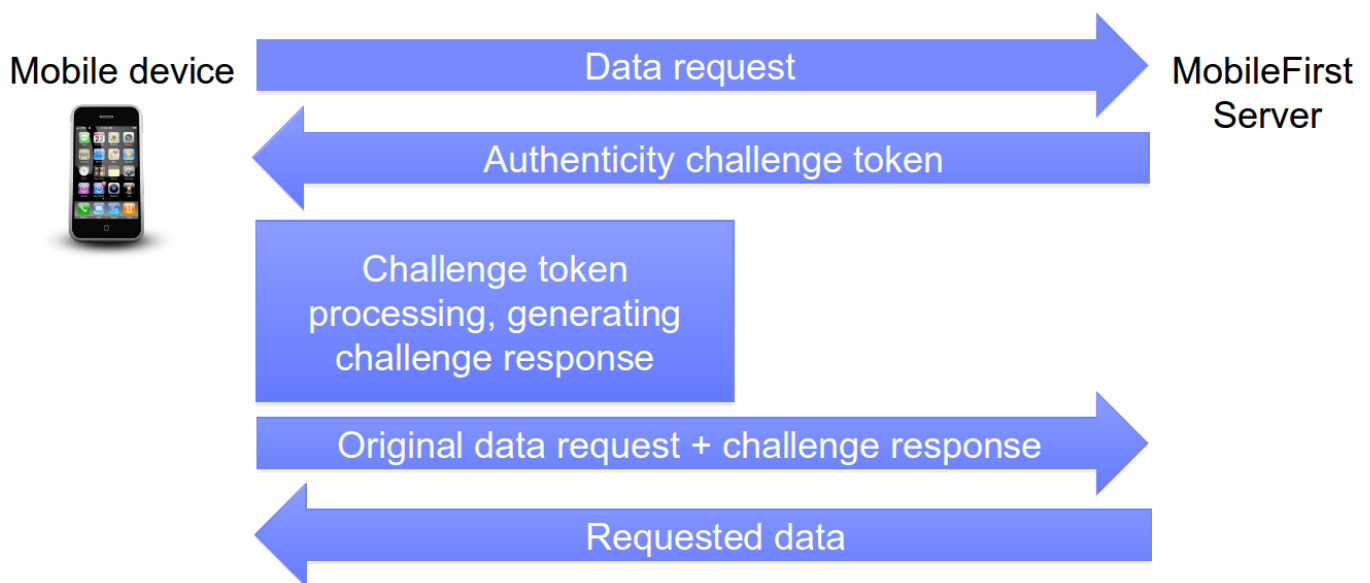 Mobile device
Data request
MobileFirst
Server
Authenticity challenge token
Challenge token
processing, generating
challenge response
Original data request + challenge response
Requested data